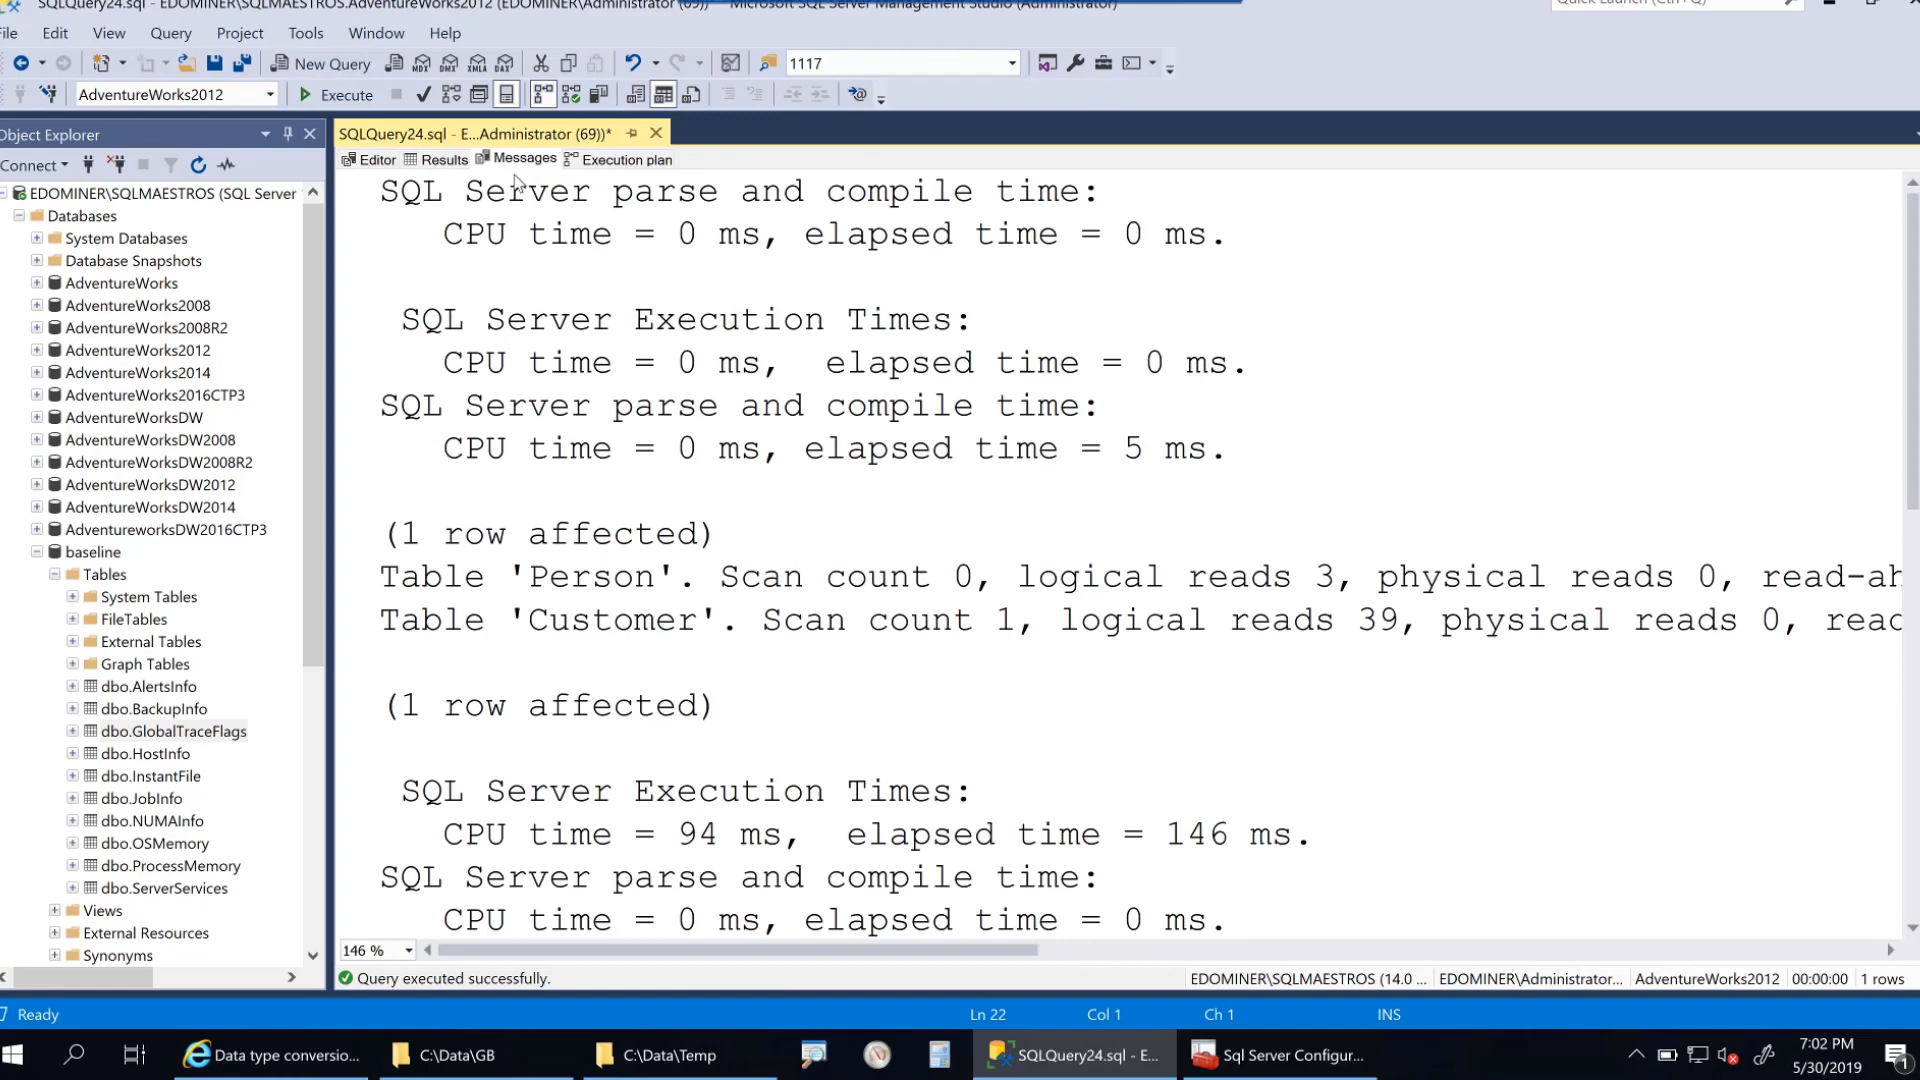 SQLQuery24.sql - EDOMINER\SQLMAESTROS.AdventureWorks2012 (EDOMINER\Administrator (69))* - Microsoft SQL Server Management Studio (Administrator)
Quick Launch (Ctrl+Q)
File Edit View Query Project Tools Window Help
New Query MDX DMX XMLA DAX 1117
AdventureWorks2012 Execute
Object Explorer
SQLQuery24.sql - E...Administrator (69))*
Connect
Editor Results Messages Execution plan
EDOMINER\SQLMAESTROS (SQL Server
Databases
System Databases
Database Snapshots
AdventureWorks
AdventureWorks2008
AdventureWorks2008R2
AdventureWorks2012
AdventureWorks2014
AdventureWorks2016CTP3
AdventureWorksDW
AdventureWorksDW2008
AdventureWorksDW2008R2
AdventureWorksDW2012
AdventureWorksDW2014
AdventureworksDW2016CTP3
baseline
Tables
System Tables
FileTables
External Tables
Graph Tables
dbo.AlertsInfo
dbo.BackupInfo
dbo.GlobalTraceFlags
dbo.HostInfo
dbo.InstantFile
dbo.JobInfo
dbo.NUMAInfo
dbo.OSMemory
dbo.ProcessMemory
dbo.ServerServices
Views
External Resources
Synonyms
SQL Server parse and compile time:
CPU time = 0 ms, elapsed time = 0 ms.
SQL Server Execution Times:
CPU time = 0 ms,  elapsed time = 0 ms.
SQL Server parse and compile time:
CPU time = 0 ms, elapsed time = 5 ms.
(1 row affected)
Table 'Person'. Scan count 0, logical reads 3, physical reads 0, read-ah
Table 'Customer'. Scan count 1, logical reads 39, physical reads 0, reac
(1 row affected)
SQL Server Execution Times:
CPU time = 94 ms,  elapsed time = 146 ms.
SQL Server parse and compile time:
CPU time = 0 ms, elapsed time = 0 ms.
146 %
Query executed successfully. EDOMINER\SQLMAESTROS (14.0 ... EDOMINER\Administrator... AdventureWorks2012 00:00:00 1 rows
Ready Ln 22 Col 1 Ch 1 INS
Data type conversio... C:\Data\GB C:\Data\Temp SQLQuery24.sql - E... Sql Server Configur...
7:02 PM
5/30/2019
1